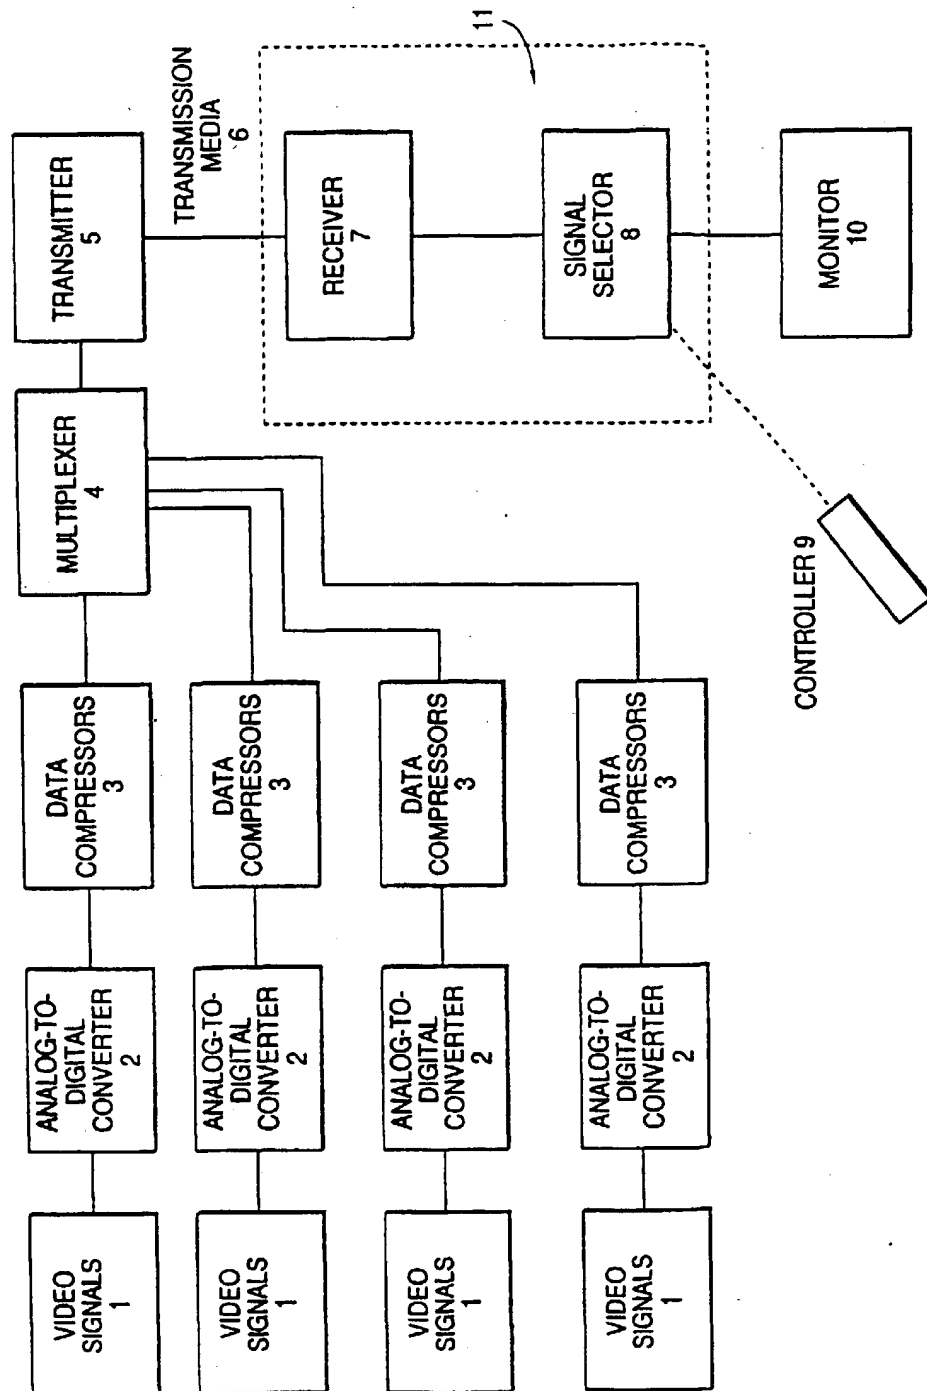 VIDEO
SIGNALS
1
ANALOG-TO-
DIGITAL
CONVERTER
2
DATA
COMPRESSORS
3
MULTIPLEXER
4
TRANSMITTER
5
VIDEO
SIGNALS
1
ANALOG-TO-
DIGITAL
CONVERTER
2
DATA
COMPRESSORS
3
VIDEO
SIGNALS
1
ANALOG-TO-
DIGITAL
CONVERTER
2
DATA
COMPRESSORS
3
VIDEO
SIGNALS
1
ANALOG-TO-
DIGITAL
CONVERTER
2
DATA
COMPRESSORS
3
TRANSMISSION
MEDIA
6
RECEIVER
7
11
SIGNAL
SELECTOR
8
CONTROLLER 9
MONITOR
10